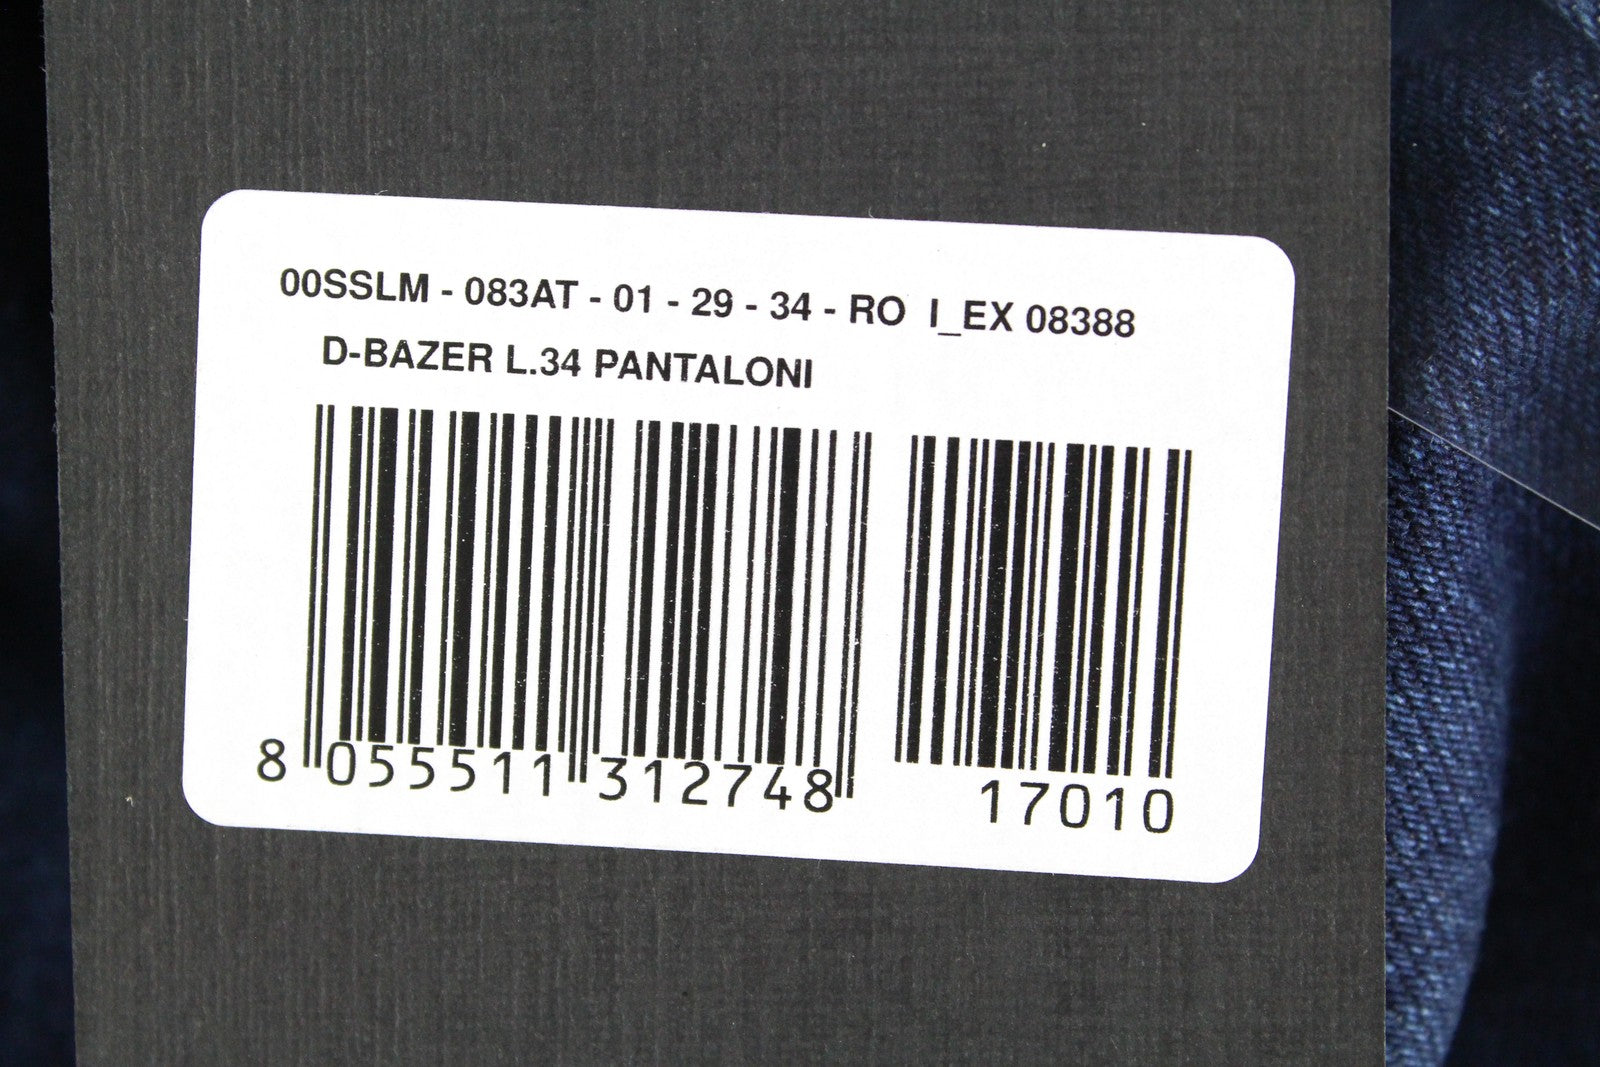 00SSLM - 083AT - 01 - 29 - 34 - RO I_EX 08388
D-BAZER L.34 PANTALONI
8 055511 312748 17010